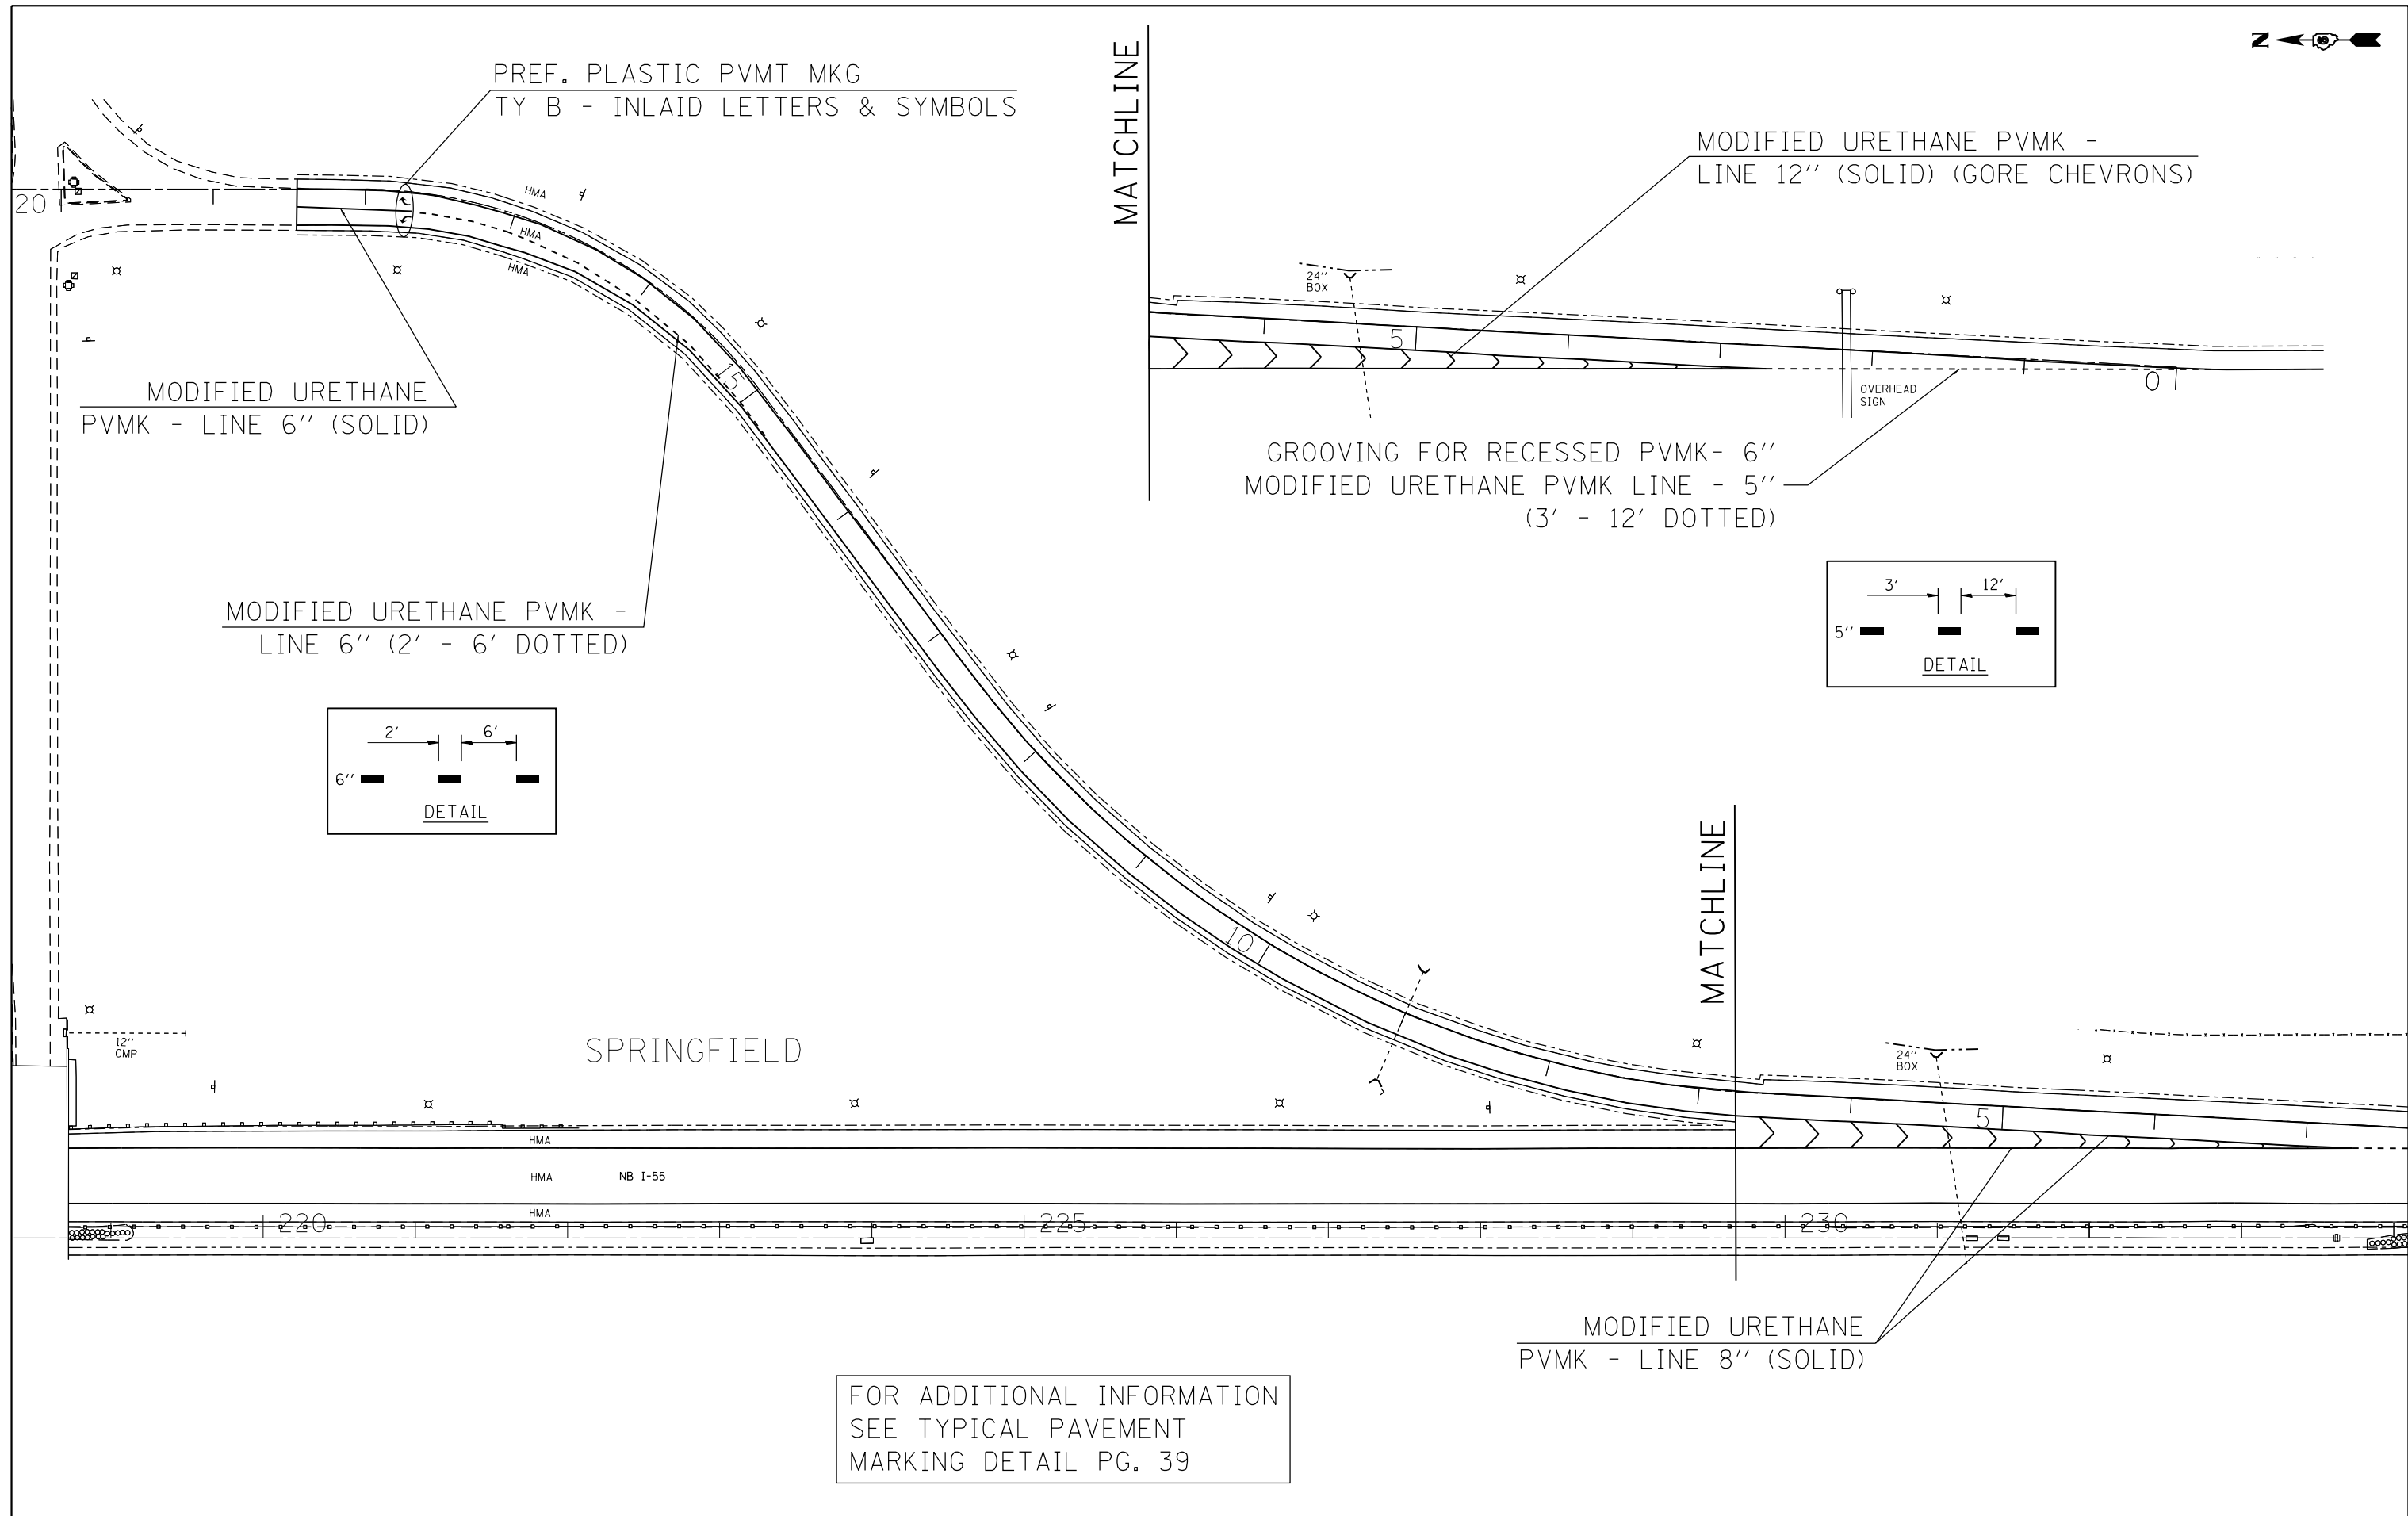 PREF. PLASTIC PVMT MKG
TY B - INLAID LETTERS & SYMBOLS
MATCHLINE
N
MODIFIED URETHANE PVMK -
LINE 12" (SOLID) (GORE CHEVRONS)
20
HMA
HMA
HMA
24"
BOX
5
OVERHEAD
SIGN
0
15
MODIFIED URETHANE
PVMK - LINE 6" (SOLID)
GROOVING FOR RECESSED PVMK- 6"
MODIFIED URETHANE PVMK LINE - 5"
(3' - 12' DOTTED)
3' 12'
5"
DETAIL
MODIFIED URETHANE PVMK -
LINE 6" (2' - 6' DOTTED)
2' 6'
6"
DETAIL
MATCHLINE
10
12"
CMP
SPRINGFIELD
24"
BOX
5
HMA
HMA
NB I-55
HMA
220
225
230
MODIFIED URETHANE
PVMK - LINE 8" (SOLID)
FOR ADDITIONAL INFORMATION
SEE TYPICAL PAVEMENT
MARKING DETAIL PG. 39